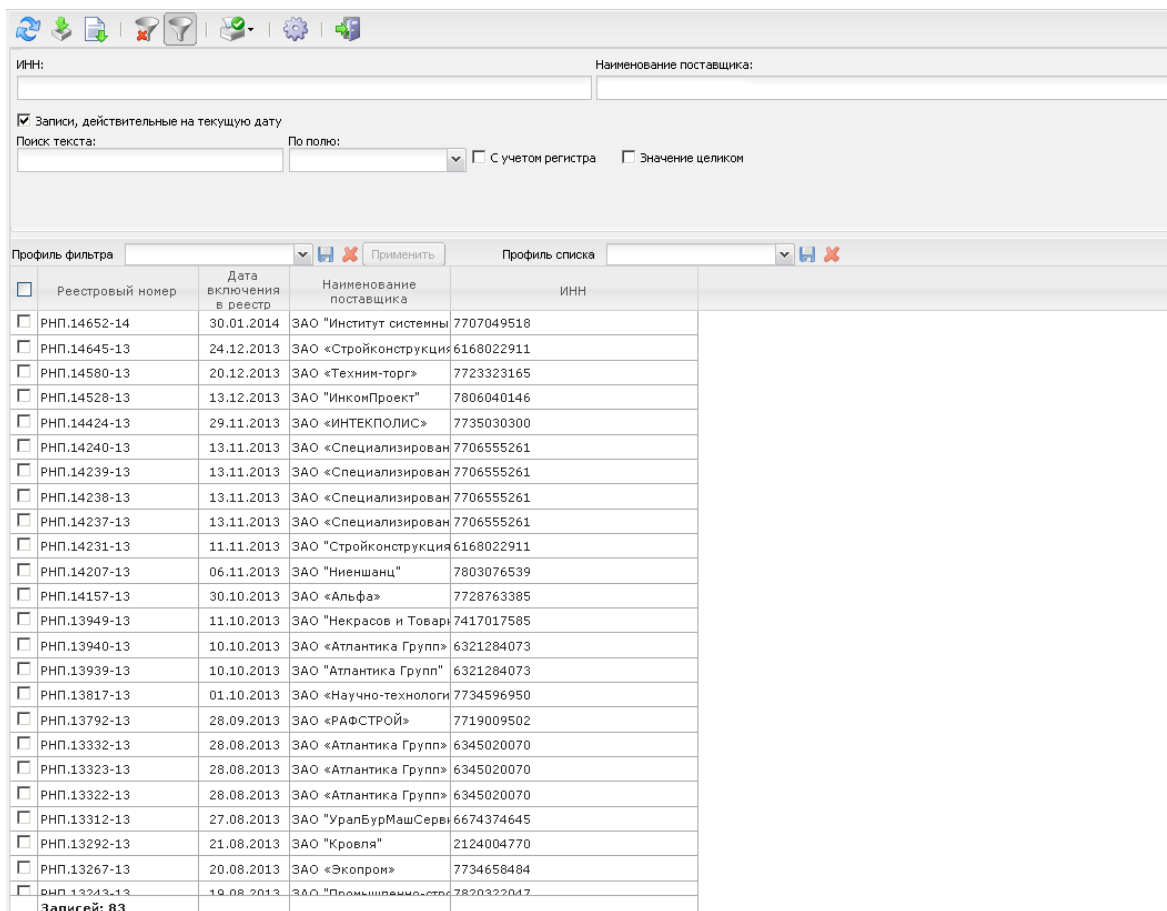 ИНН: Наименование поставщика:
Записи, действительные на текущую дату
Поиск текста: По полю:
С учетом регистра Значение целиком
Профиль фильтра Применить Профиль списка
Реестровый номер Дата включения в реестр Наименование поставщика ИНН
РНП.14652-14 30.01.2014 ЗАО "Институт системны 7707049518
РНП.14645-13 24.12.2013 ЗАО «Стройконструкция 6168022911
РНП.14580-13 20.12.2013 ЗАО «Техним-торг» 7723323165
РНП.14528-13 13.12.2013 ЗАО "ИнкомПроект" 7806040146
РНП.14424-13 29.11.2013 ЗАО «ИНТЕКПОЛИС» 7735030300
РНП.14240-13 13.11.2013 ЗАО «Специализирован 7706555261
РНП.14239-13 13.11.2013 ЗАО «Специализирован 7706555261
РНП.14238-13 13.11.2013 ЗАО «Специализирован 7706555261
РНП.14237-13 13.11.2013 ЗАО «Специализирован 7706555261
РНП.14231-13 11.11.2013 ЗАО "Стройконструкция 6168022911
РНП.14207-13 06.11.2013 ЗАО "Ниеншанц" 7803076539
РНП.14157-13 30.10.2013 ЗАО «Альфа» 7728763385
РНП.13949-13 11.10.2013 ЗАО "Некрасов и Товари 7417017585
РНП.13940-13 10.10.2013 ЗАО «Атлантика Групп» 6321284073
РНП.13939-13 10.10.2013 ЗАО "Атлантика Групп" 6321284073
РНП.13817-13 01.10.2013 ЗАО «Научно-технологи 7734596950
РНП.13792-13 28.09.2013 ЗАО «РАФСТРОЙ» 7719009502
РНП.13332-13 28.08.2013 ЗАО «Атлантика Групп» 6345020070
РНП.13323-13 28.08.2013 ЗАО «Атлантика Групп» 6345020070
РНП.13322-13 28.08.2013 ЗАО «Атлантика Групп» 6345020070
РНП.13312-13 27.08.2013 ЗАО "УралБурМашСерви 6674374645
РНП.13292-13 21.08.2013 ЗАО "Кровля" 2124004770
РНП.13267-13 20.08.2013 ЗАО «Экопром» 7734658484
РНП.13243-13 19.08.2013 ЗАО "Промышленно-стро 7820322047
Записей: 83